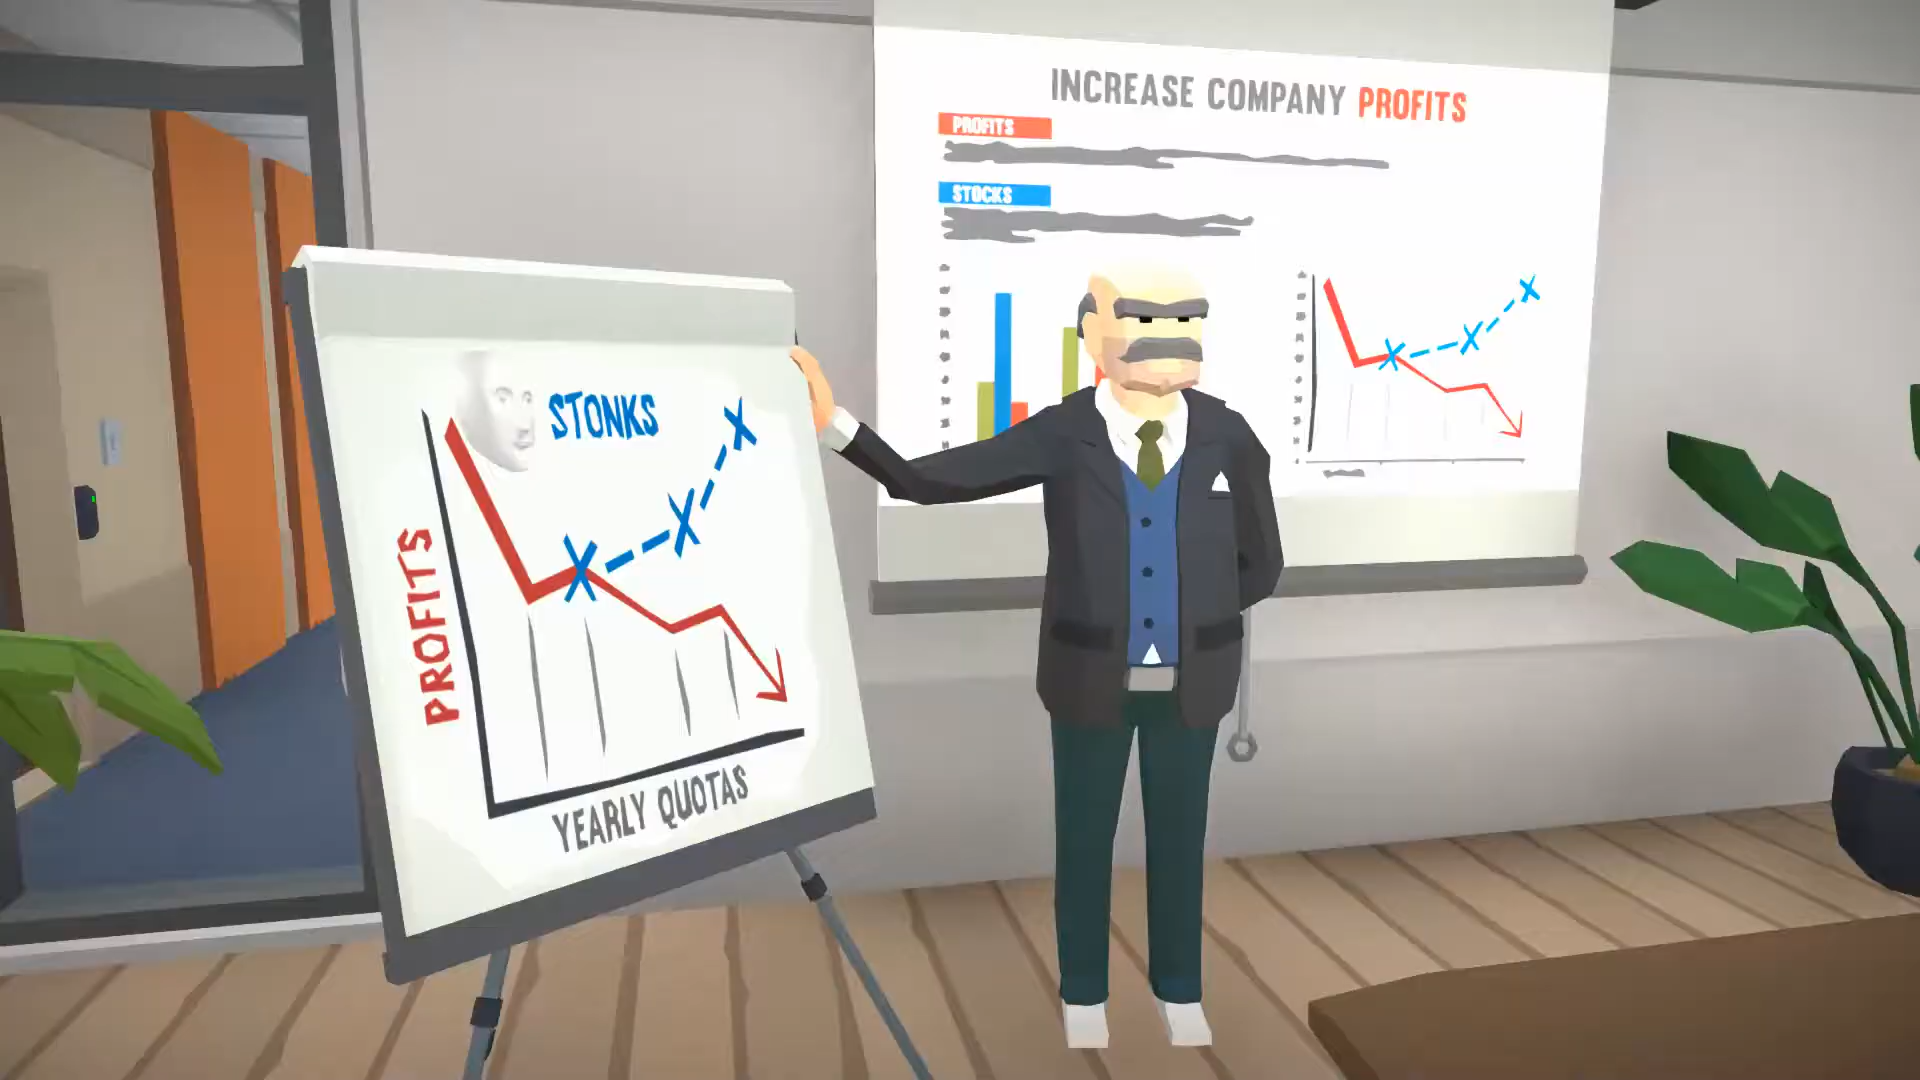 INCREASE COMPANY PROFITS
PROFITS
STOCKS
STONKS
PROFITS
YEARLY QUOTAS